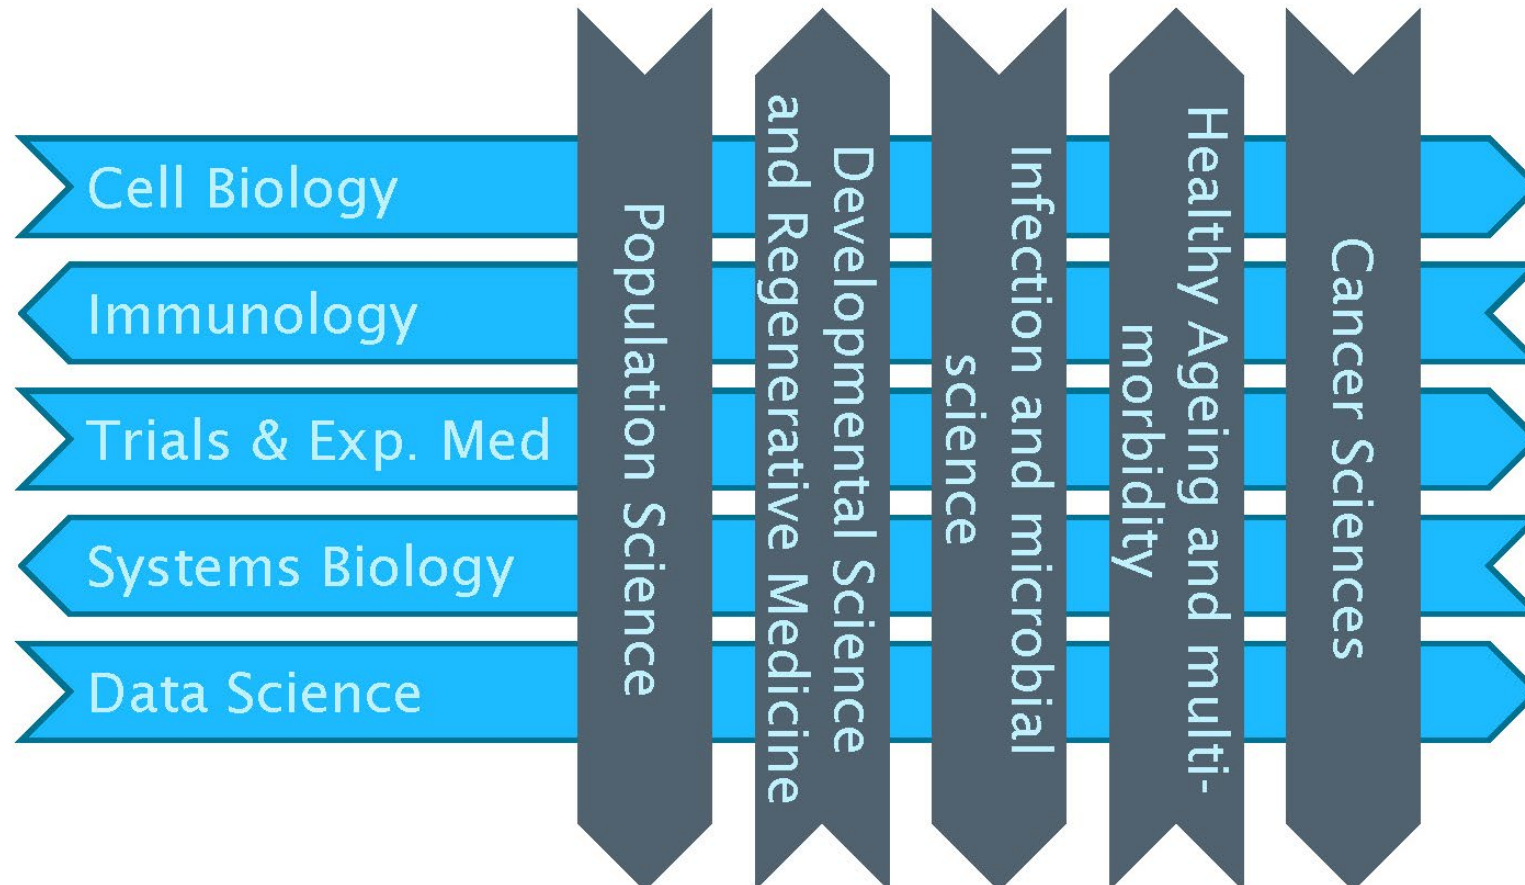 Cell Biology
Immunology
Trials & Exp. Med
Systems Biology
Data Science
Population Science
Developmental Science
and Regenerative Medicine
Infection and microbial
science
Healthy Ageing and multi-
morbidity
Cancer Sciences